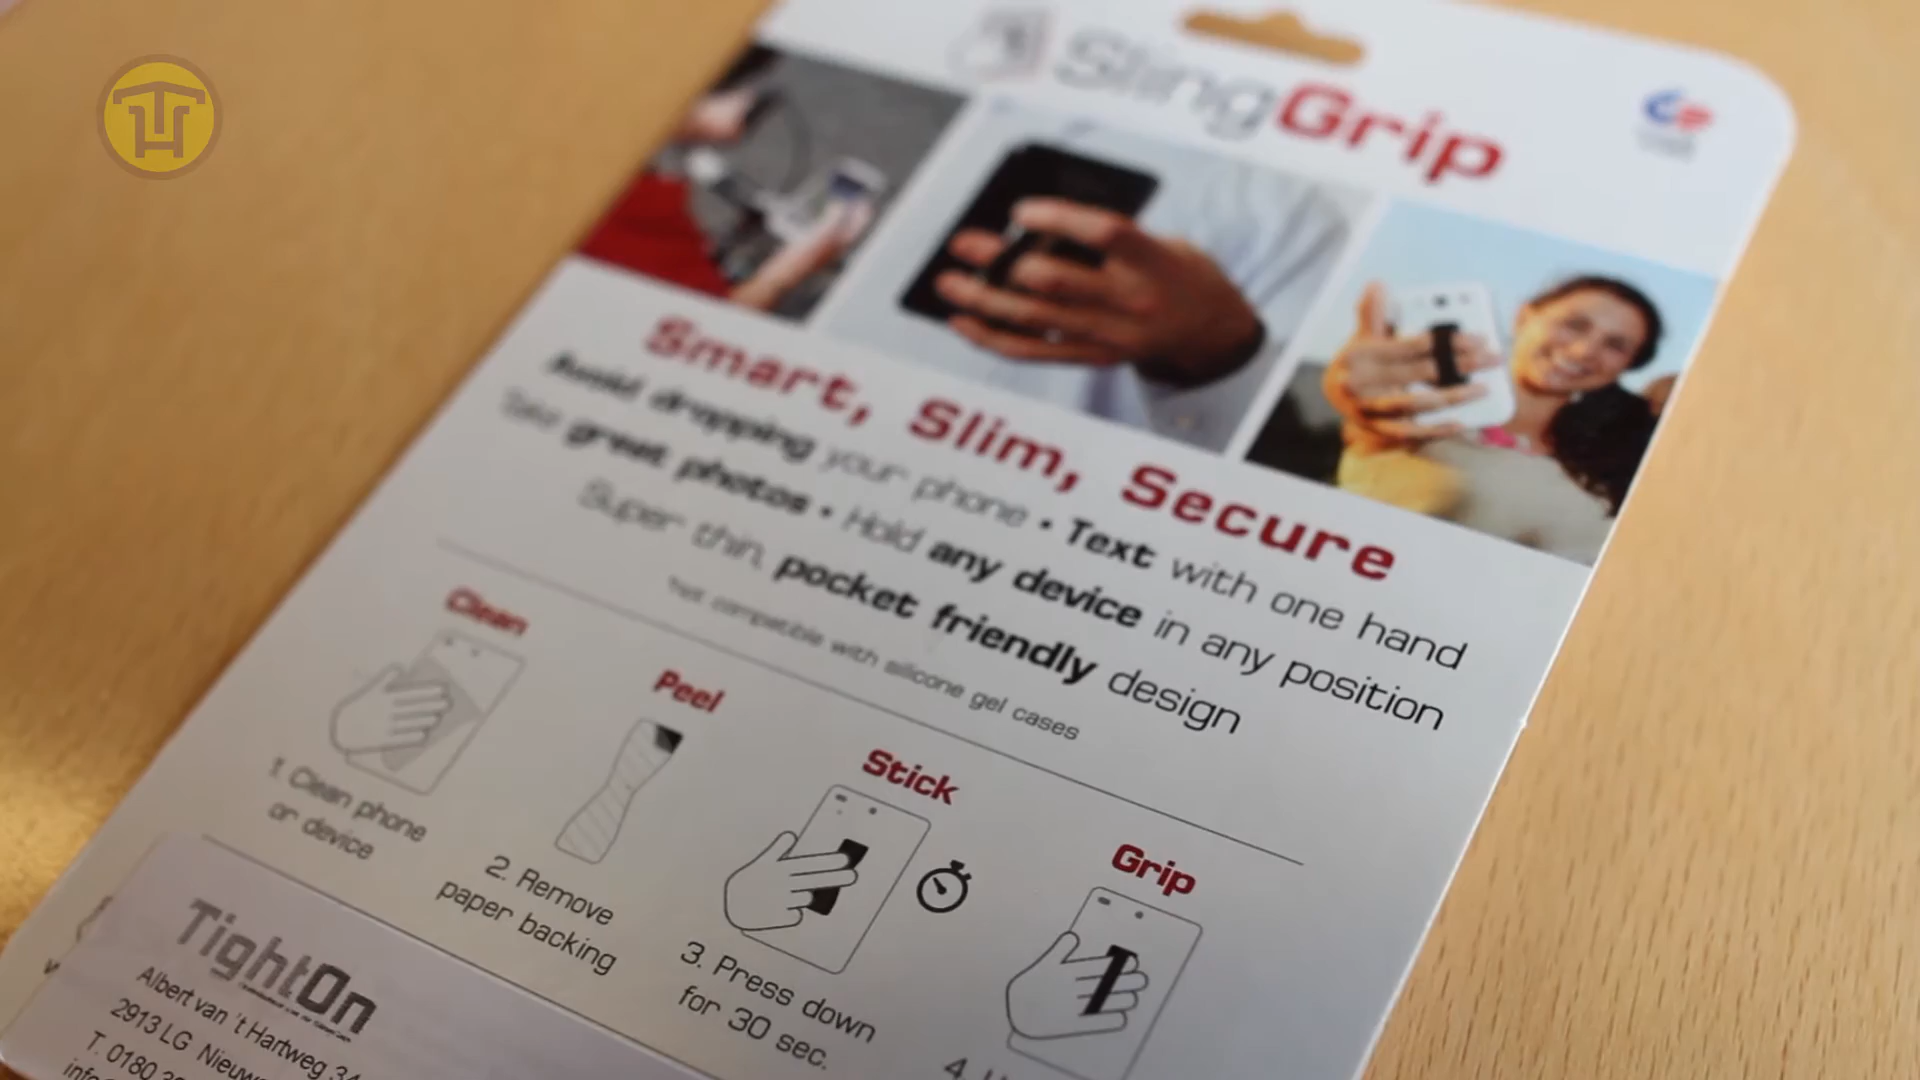 SlingGrip
Smart, Slim, Secure
Avoid dropping your phone • Text with one hand
Take great photos • Hold any device in any position
Super thin, pocket friendly design
*Not compatible with silicone gel cases
Clean
Peel
Stick
Grip
1. Clean phone
or device
2. Remove
paper backing
3. Press down
for 30 sec.
4.
TightOn
Albert van 't Hartweg 34
2913 LG
T. 0180